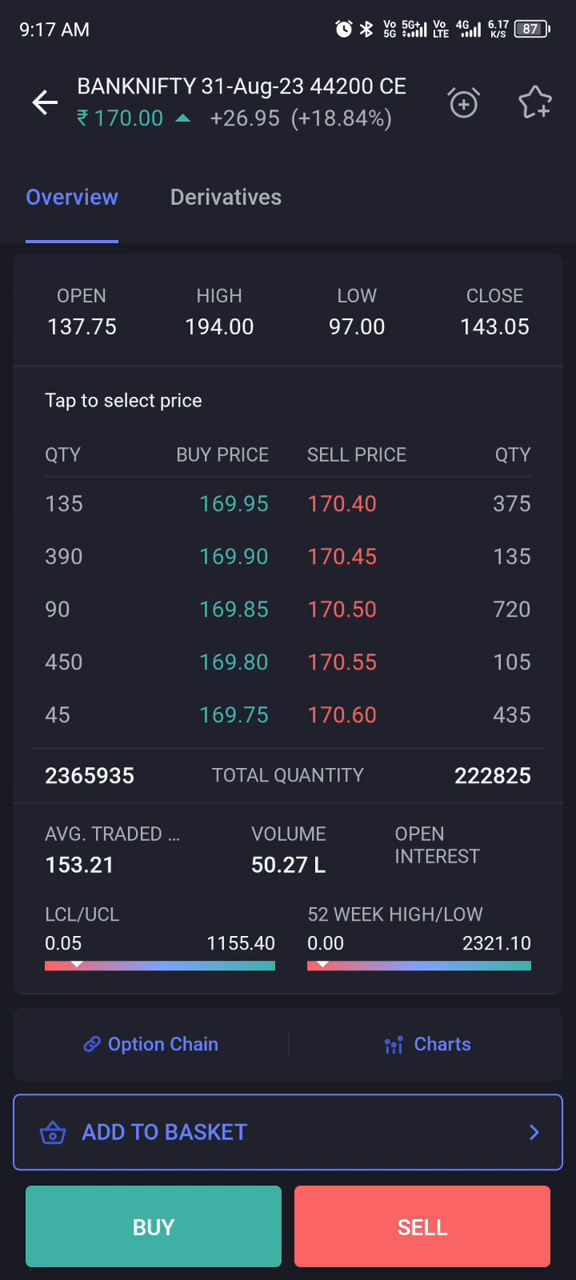 9:17 AM Vo 5G 5G+ Vo LTE 4G 6.17 K/S 87
BANKNIFTY 31-Aug-23 44200 CE
₹ 170.00 +26.95 (+18.84%)
Overview Derivatives
OPEN HIGH LOW CLOSE
137.75 194.00 97.00 143.05
Tap to select price
QTY BUY PRICE SELL PRICE QTY
135 169.95 170.40 375
390 169.90 170.45 135
90 169.85 170.50 720
450 169.80 170.55 105
45 169.75 170.60 435
2365935 TOTAL QUANTITY 222825
AVG. TRADED ... VOLUME OPEN
INTEREST
153.21 50.27 L
LCL/UCL 52 WEEK HIGH/LOW
0.05 1155.40 0.00 2321.10
Option Chain Charts
ADD TO BASKET
BUY SELL